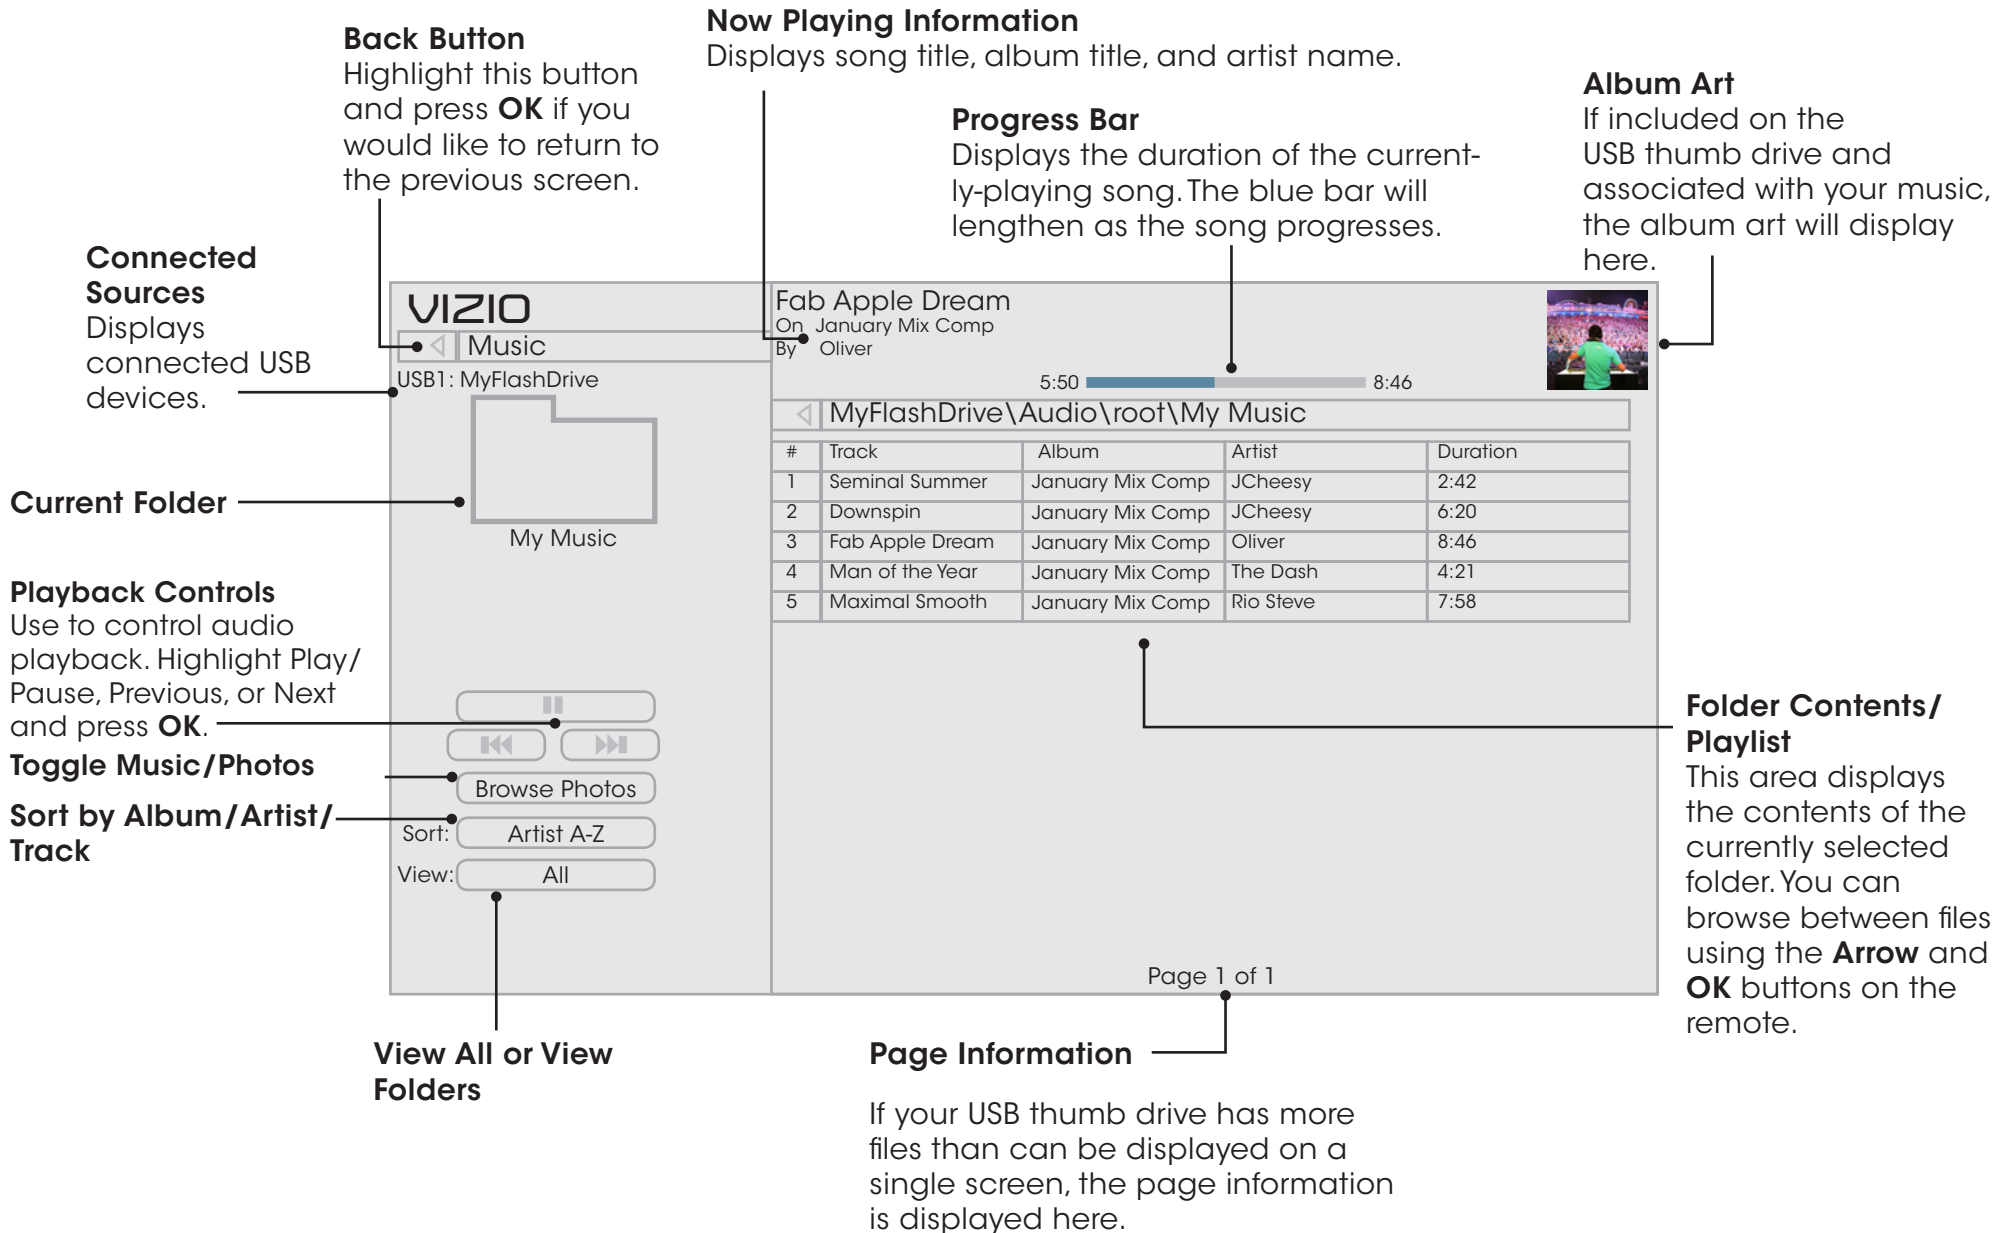 Now Playing Information
Displays song title, album title, and artist name.
Back Button
Highlight this button
and press OK if you
would like to return to
the previous screen.
Progress Bar
Displays the duration of the current-
ly-playing song. The blue bar will
lengthen as the song progresses.
Album Art
If included on the
USB thumb drive and
associated with your music,
the album art will display
here.
Connected
Sources
Displays
connected USB
devices.
Current Folder
Playback Controls
Use to control audio
playback. Highlight Play/
Pause, Previous, or Next
and press OK.
Toggle Music/Photos
Sort by Album/Artist/
Track
VIZIO
Music
USB1: MyFlashDrive
My Music
Browse Photos
Sort: Artist A-Z
View: All
Fab Apple Dream
On January Mix Comp
By Oliver
5:50 8:46
MyFlashDrive\Audio\root\My Music
# Track Album Artist Duration
1 Seminal Summer January Mix Comp JCheesy 2:42
2 Downspin January Mix Comp JCheesy 6:20
3 Fab Apple Dream January Mix Comp Oliver 8:46
4 Man of the Year January Mix Comp The Dash 4:21
5 Maximal Smooth January Mix Comp Rio Steve 7:58
Page 1 of 1
Folder Contents/
Playlist
This area displays
the contents of the
currently selected
folder. You can
browse between files
using the Arrow and
OK buttons on the
remote.
View All or View
Folders
Page Information
If your USB thumb drive has more
files than can be displayed on a
single screen, the page information
is displayed here.